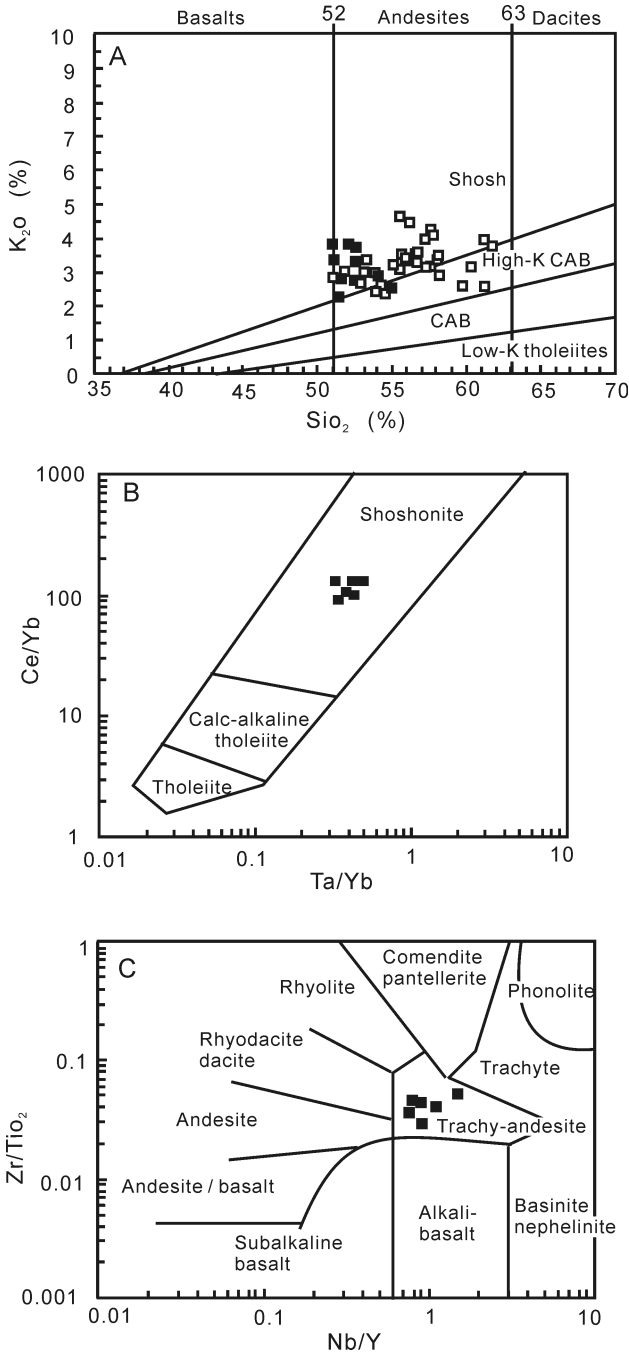 Basalts 52 Andesites 63 Dacites
A
10
9
8
7
6
5
4
3
2
1
0
K2o (%)
Shosh
High-K CAB
CAB
Low-K tholeiites
35 40 45 50 55 60 65 70
Sio2 (%)
B
1000
100
10
1
Ce/Yb
Shoshonite
Calc-alkaline
tholeiite
Tholeiite
0.01 0.1 1 10
Ta/Yb
C
1
0.1
0.01
0.001
Zr/Tio2
Comendite
pantellerite
Rhyolite
Phonolite
Rhyodacite
dacite
Trachyte
Andesite
Trachy-andesite
Andesite / basalt
Subalkaline
basalt
Alkali-
basalt
Basinite
nephelinite
0.01 0.1 1 10
Nb/Y